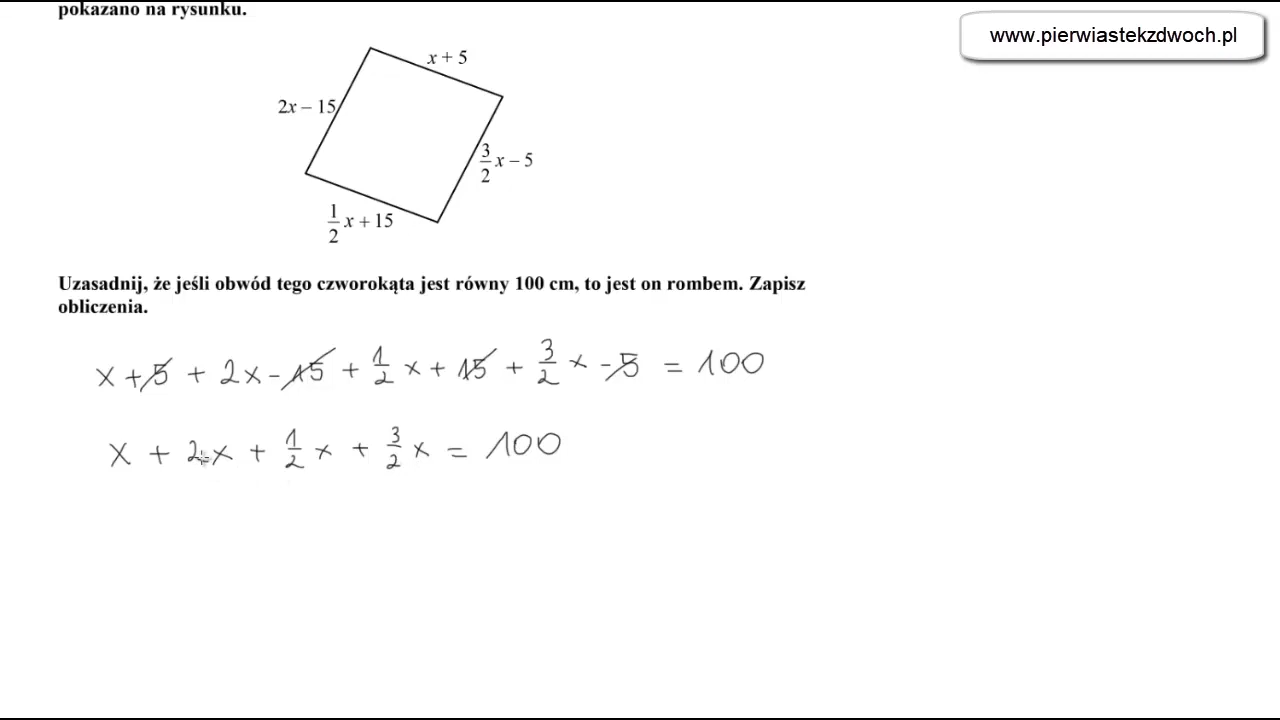 pokazano na rysunku.
www.pierwiastekzdwoch.pl
x + 5
2x – 15
3/2 x – 5
1/2 x + 15
Uzasadnij, że jeśli obwód tego czworokąta jest równy 100 cm, to jest on rombem. Zapisz
obliczenia.
x + 5 + 2x - 15 + 1/2 x + 15 + 3/2 x - 5 = 100
x + 2x + 1/2 x + 3/2 x = 100